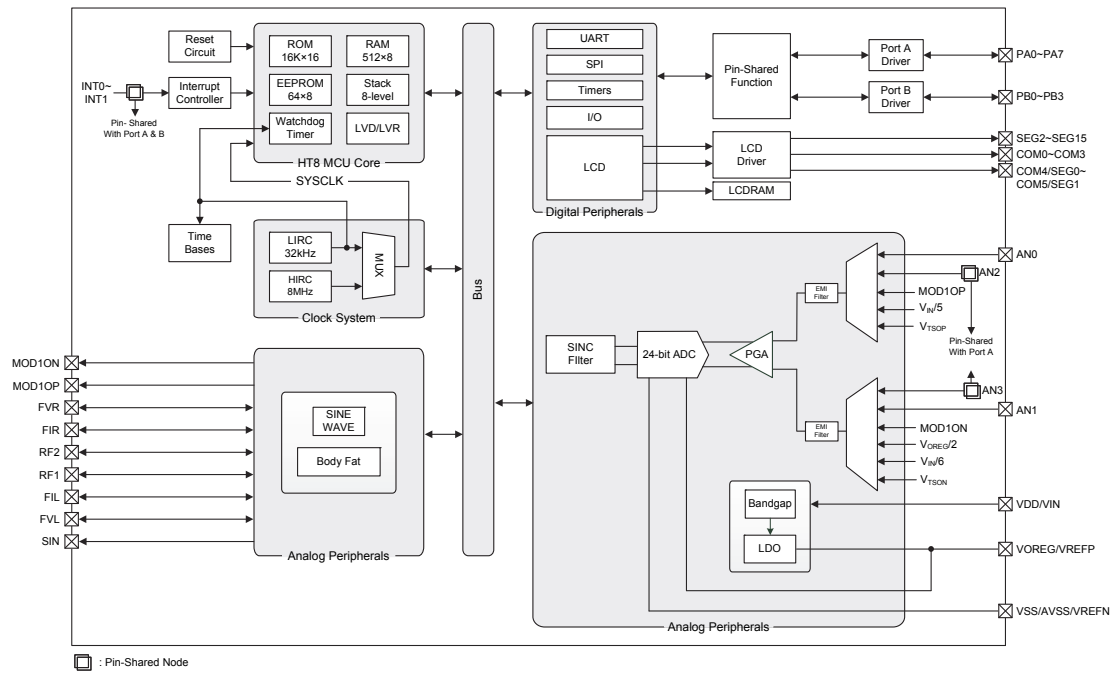 Reset
Circuit
INT0~
INT1
Interrupt
Controller
Pin- Shared
With Port A & B
ROM
16K×16
RAM
512×8
EEPROM
64×8
Stack
8-level
Watchdog
Timer
LVD/LVR
HT8 MCU Core
SYSCLK
Time
Bases
LIRC
32kHz
HIRC
8MHz
MUX
Clock System
Bus
UART
SPI
Timers
I/O
LCD
Digital Peripherals
Pin-Shared
Function
Port A
Driver
Port B
Driver
LCD
Driver
LCDRAM
PA0~PA7
PB0~PB3
SEG2~SEG15
COM0~COM3
COM4/SEG0~
COM5/SEG1
MOD1ON
MOD1OP
FVR
FIR
RF2
RF1
FIL
FVL
SIN
SINE
WAVE
Body Fat
Analog Peripherals
SINC
FIlter
24-bit ADC
PGA
EMI
Filter
AN0
AN2
MOD1OP
VIN/5
VTSOP
Pin-Shared
With Port A
EMI
Filter
AN3
AN1
MOD1ON
VOREG/2
VIN/6
VTSON
Bandgap
LDO
VDD/VIN
VOREG/VREFP
VSS/AVSS/VREFN
Analog Peripherals
: Pin-Shared Node